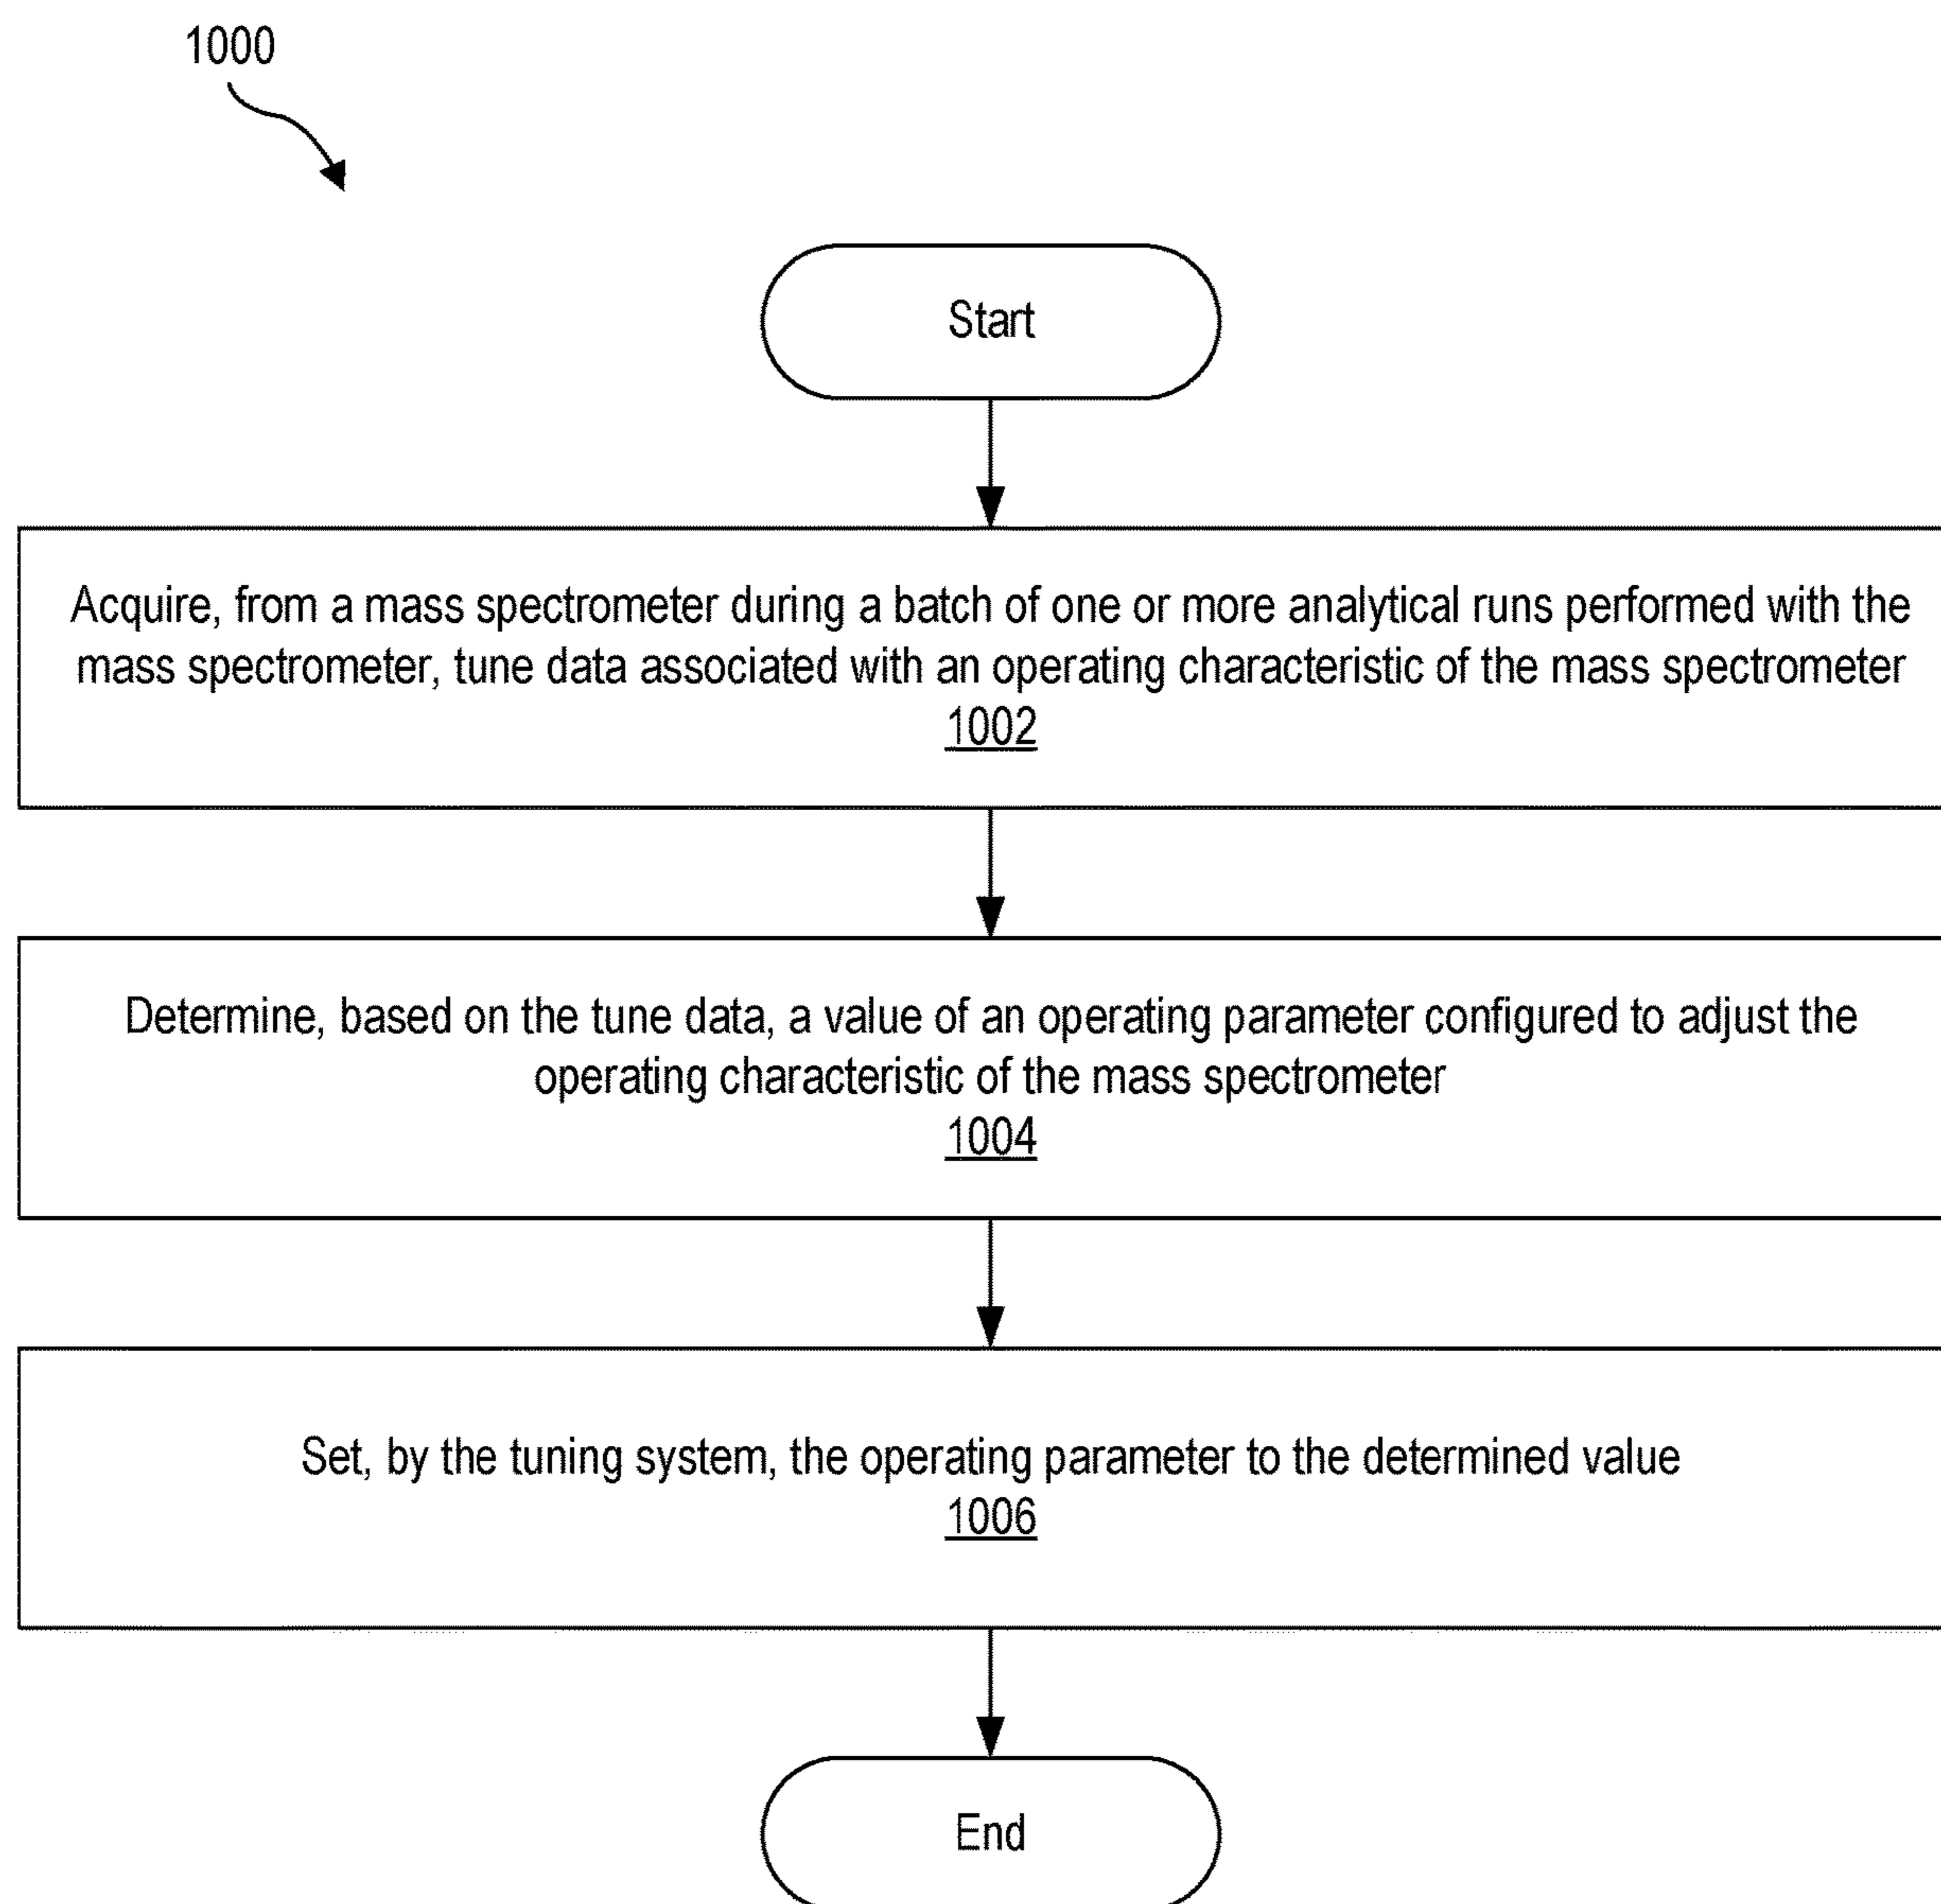 1000
Start
Acquire, from a mass spectrometer during a batch of one or more analytical runs performed with the
mass spectrometer, tune data associated with an operating characteristic of the mass spectrometer
1002
Determine, based on the tune data, a value of an operating parameter configured to adjust the
operating characteristic of the mass spectrometer
1004
Set, by the tuning system, the operating parameter to the determined value
1006
End